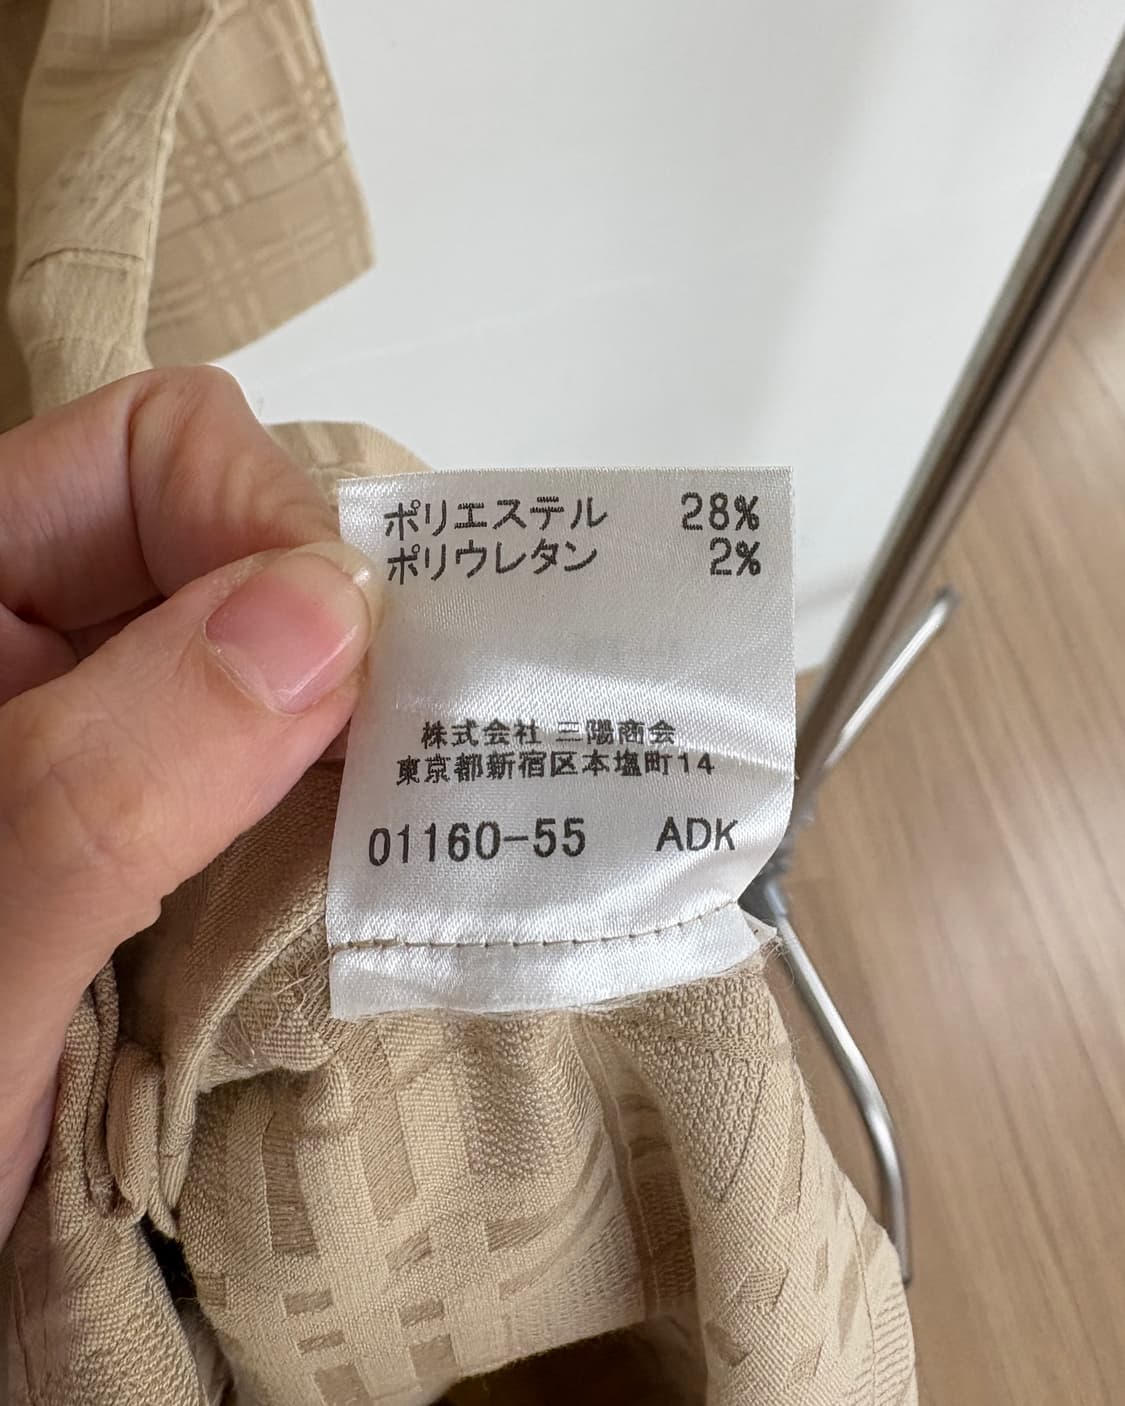 ポリエステル 28%
ポリウレタン 2%
株式会社 三陽商会
東京都新宿区本塩町14
01160-55 ADK